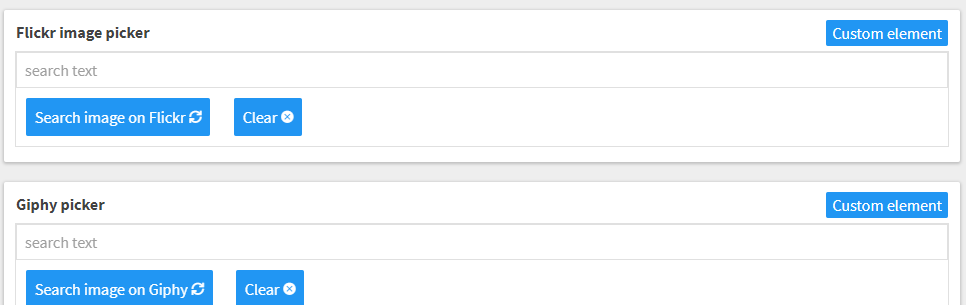 Flickr image picker Custom element
search text
Search image on Flickr Clear
Giphy picker Custom element
search text
Search image on Giphy Clear